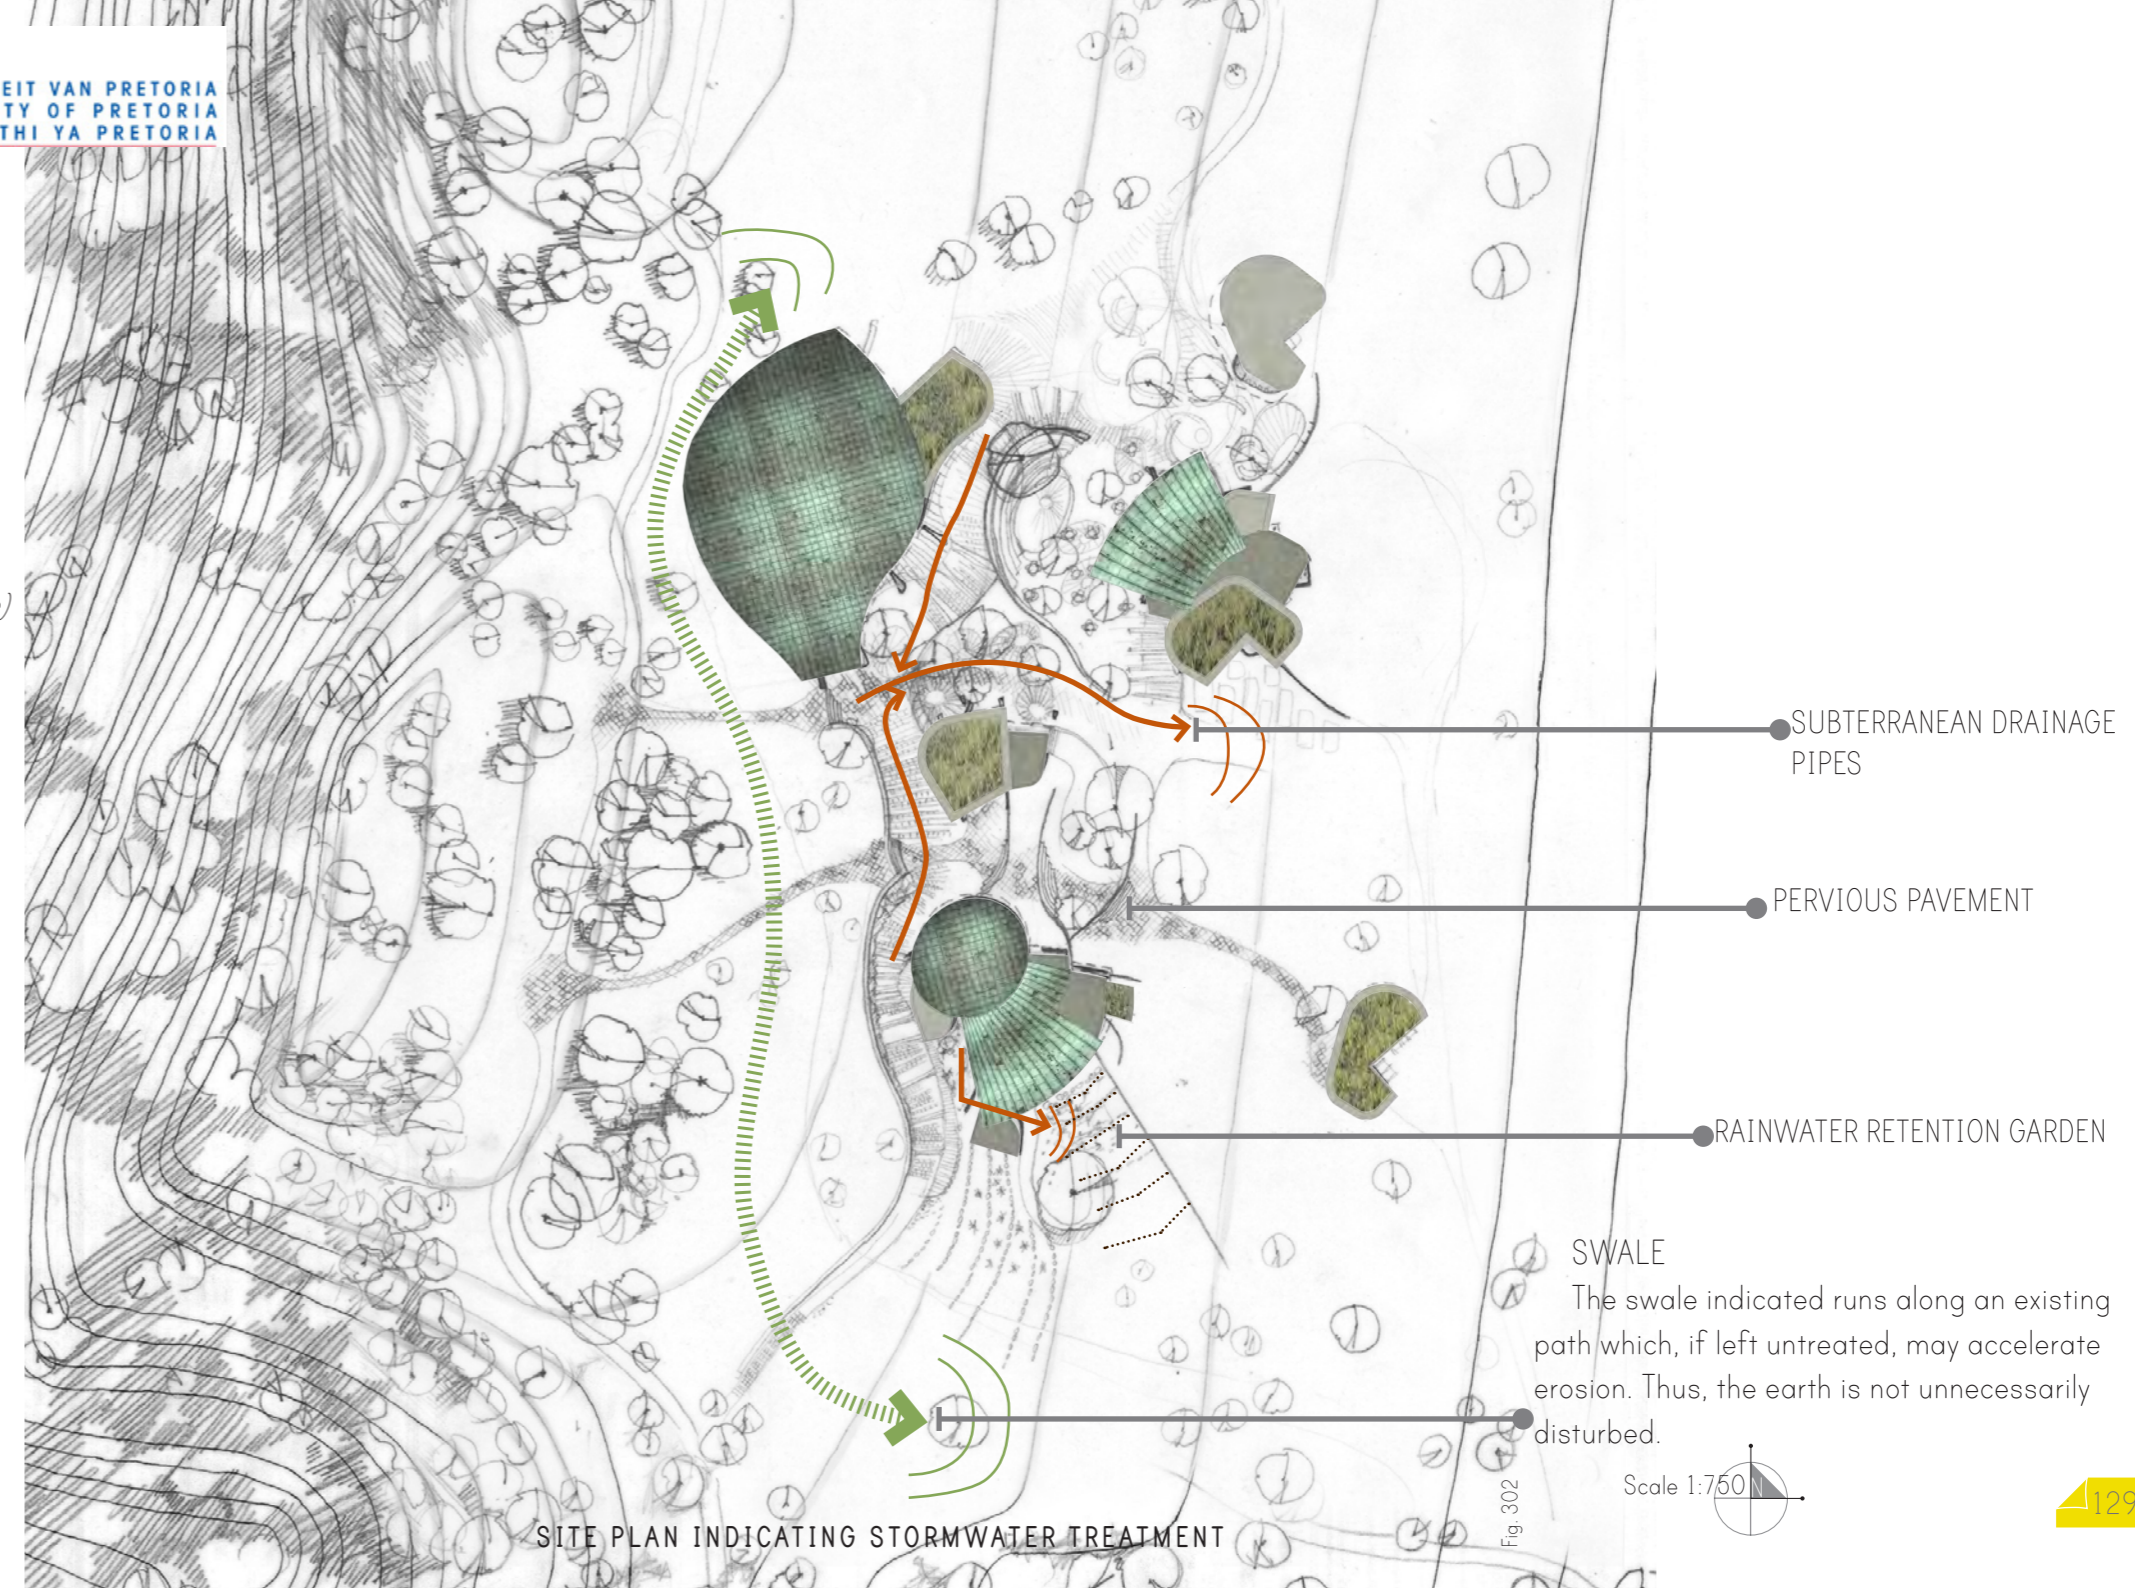 EIT VAN PRETORIA
TY OF PRETORIA
THI YA PRETORIA
SUBTERRANEAN DRAINAGE
PIPES
PERVIOUS PAVEMENT
RAINWATER RETENTION GARDEN
SWALE
The swale indicated runs along an existing
path which, if left untreated, may accelerate
erosion. Thus, the earth is not unnecessarily
disturbed.
Scale 1:750
N
Fig. 302
SITE PLAN INDICATING STORMWATER TREATMENT
129